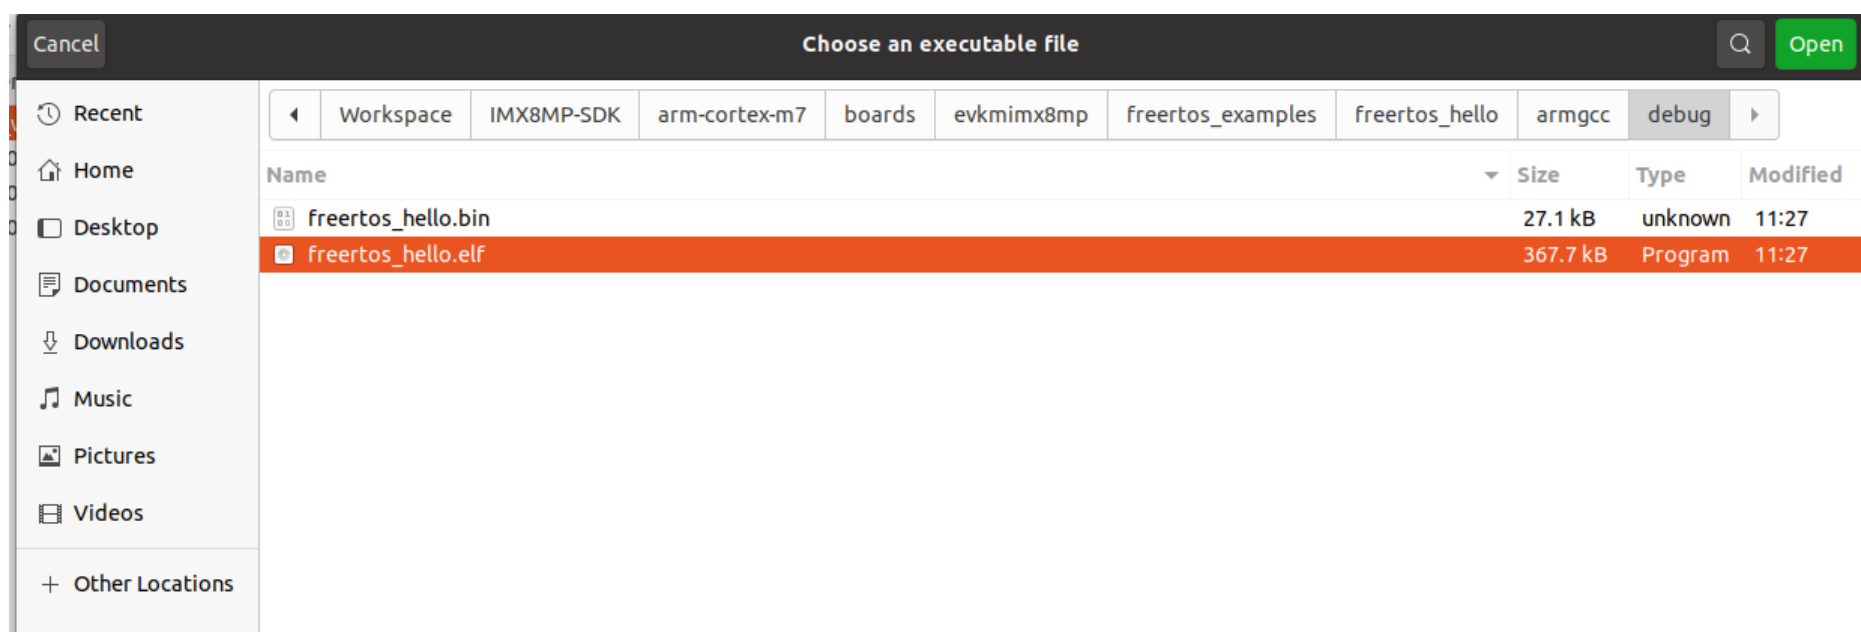 Cancel Choose an executable file Open
Recent
Home
Desktop
Documents
Downloads
Music
Pictures
Videos
Other Locations
Workspace IMX8MP-SDK arm-cortex-m7 boards evkmimx8mp freertos_examples freertos_hello armgcc debug
Name Size Type Modified
freertos_hello.bin 27.1 kB unknown 11:27
freertos_hello.elf 367.7 kB Program 11:27